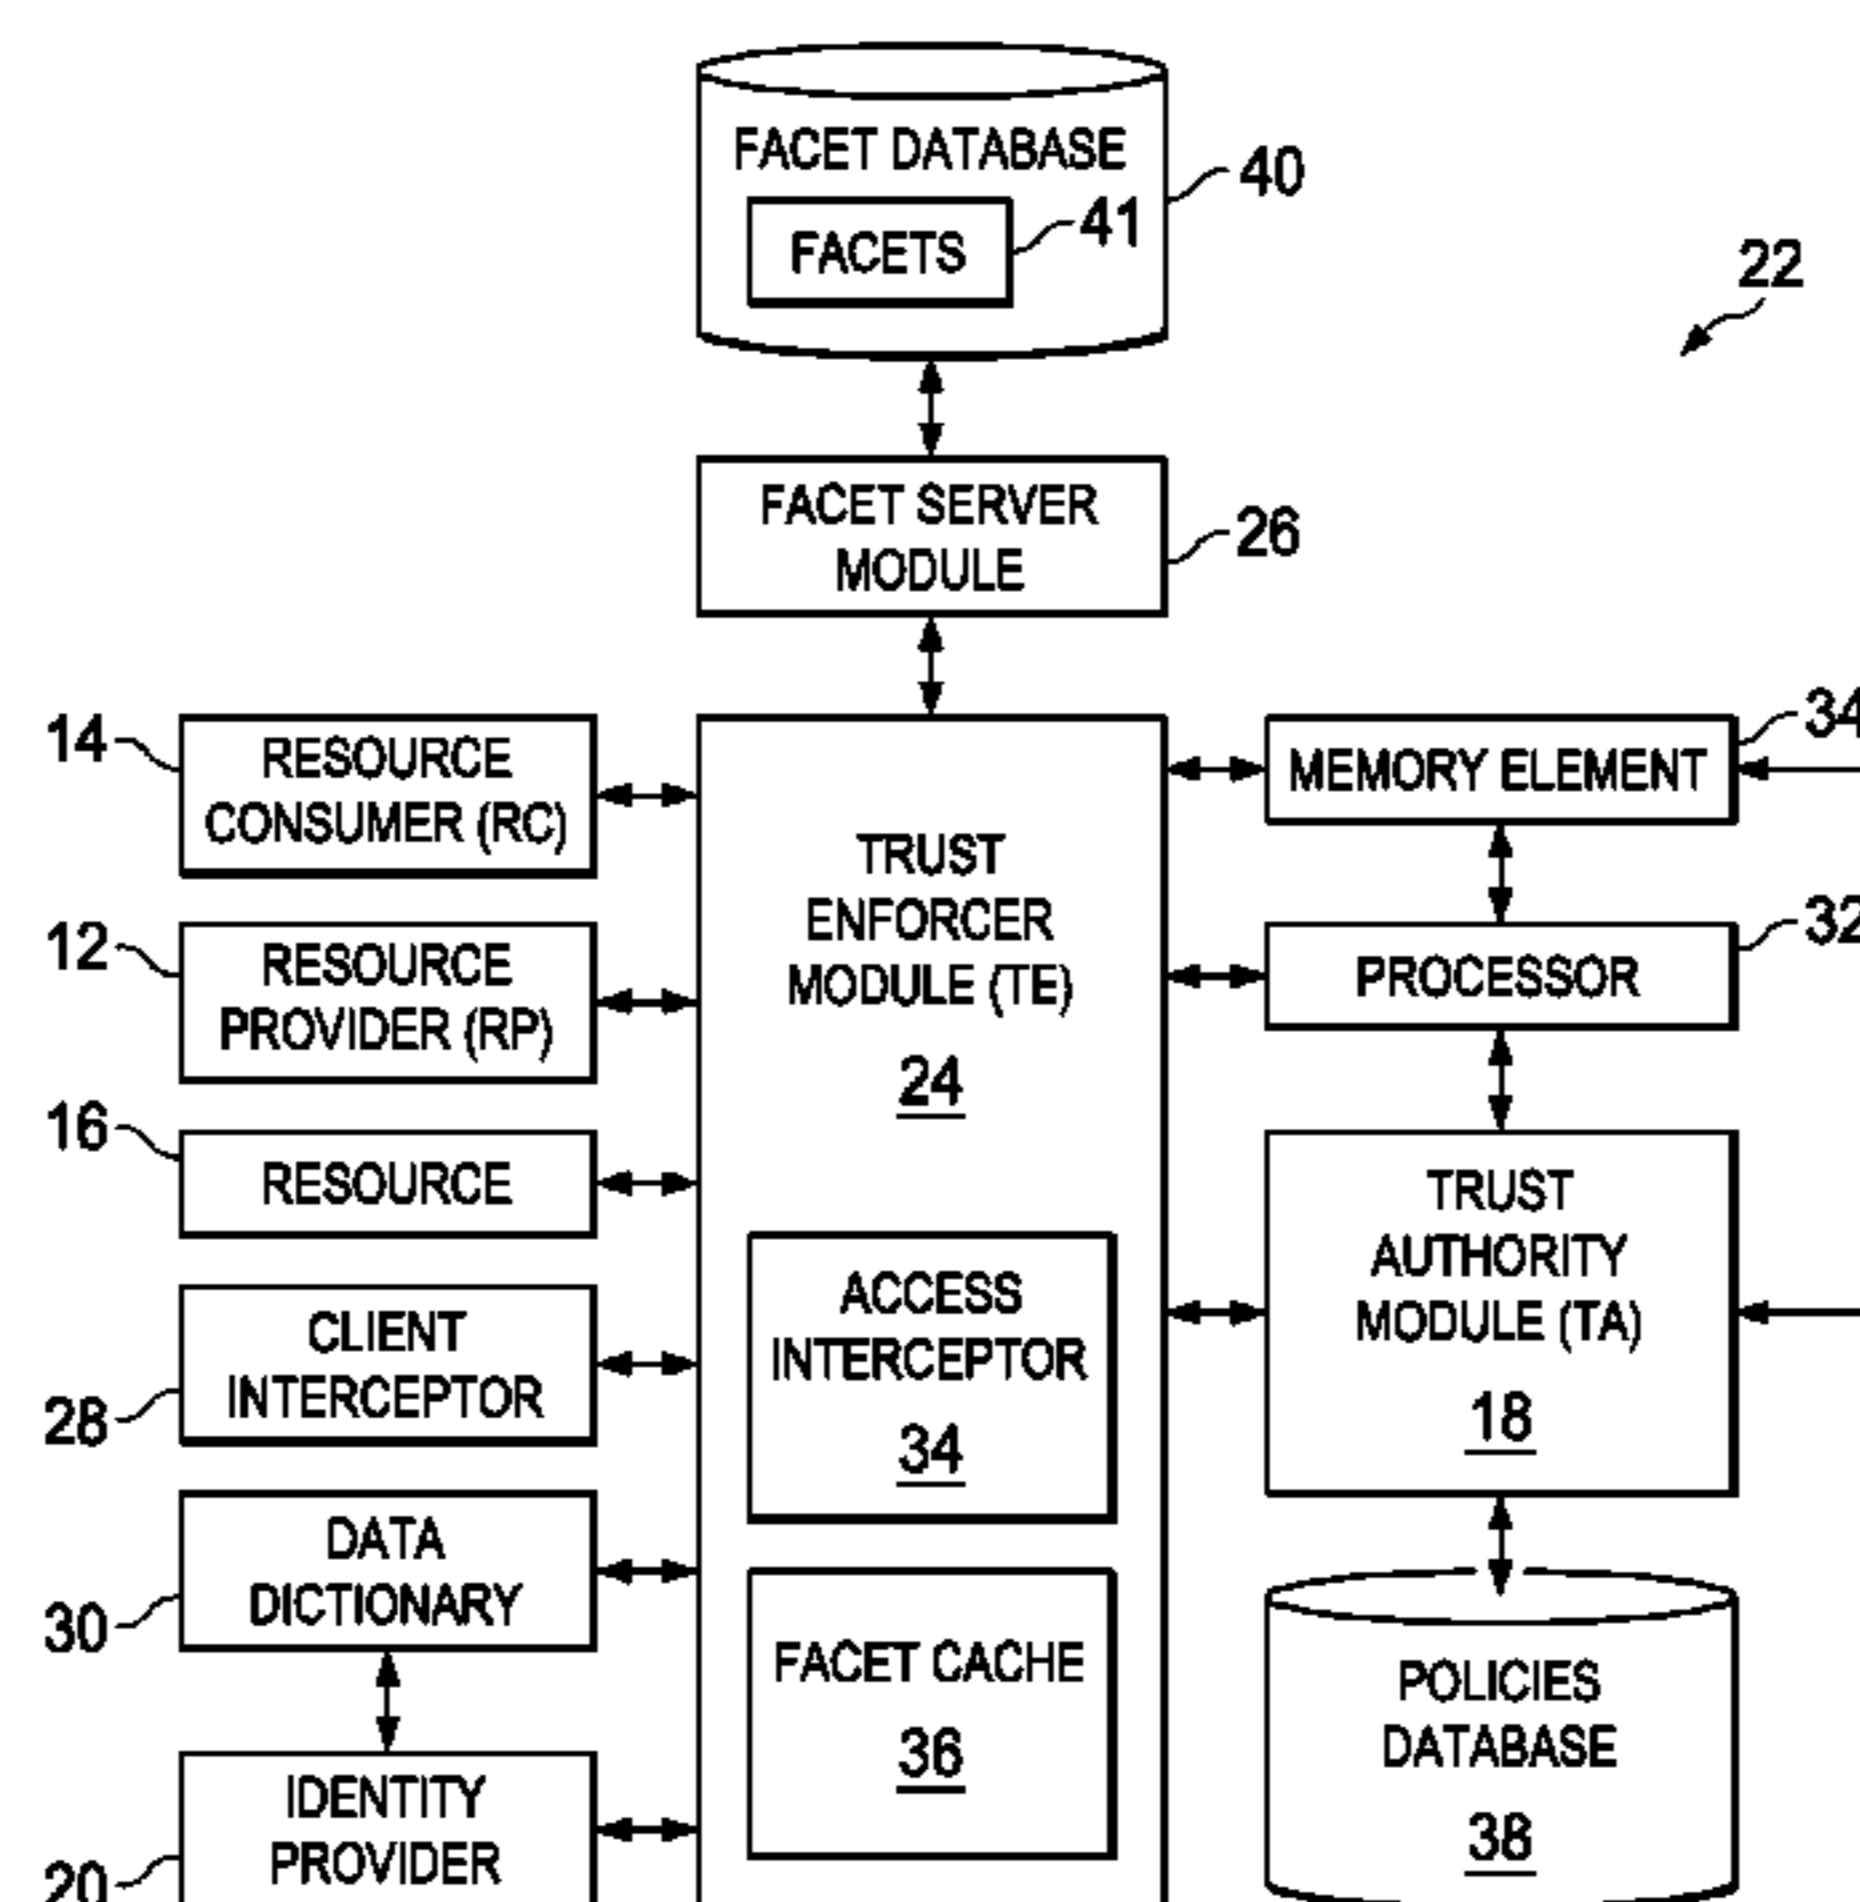 FACET DATABASE
40
FACETS
41
22
FACET SERVER
MODULE
26
14
RESOURCE
CONSUMER (RC)
12
RESOURCE
PROVIDER (RP)
16
RESOURCE
CLIENT
INTERCEPTOR
28
DATA
DICTIONARY
30
IDENTITY
PROVIDER
20
TRUST
ENFORCER
MODULE (TE)
24
ACCESS
INTERCEPTOR
34
FACET CACHE
36
MEMORY ELEMENT
34
PROCESSOR
32
TRUST
AUTHORITY
MODULE (TA)
18
POLICIES
DATABASE
38